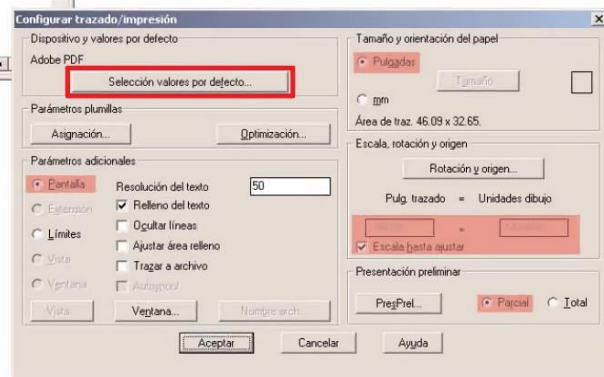 Configurar trazado/impresión
Dispositivo y valores por defecto
Adobe PDF
Selección valores por defecto...
Parámetros plumillas
Asignación...
Optimización...
Parámetros adicionales
Pantalla
Extensión
Límites
Vista
Ventana
Resolución del texto
50
Relleno del texto
Ocultar líneas
Ajustar área relleno
Trazar a archivo
Autospool
Vista...
Ventana...
Nombre arch...
Tamaño y orientación del papel
Pulgadas
Tamaño
mm
Área de traz. 46.09 x 32.65.
Escala, rotación y origen
Rotación y origen...
Pulg. trazado = Unidades dibujo
=
Escala hasta ajustar
Presentación preliminar
PresPrel...
Parcial
Total
Aceptar
Cancelar
Ayuda